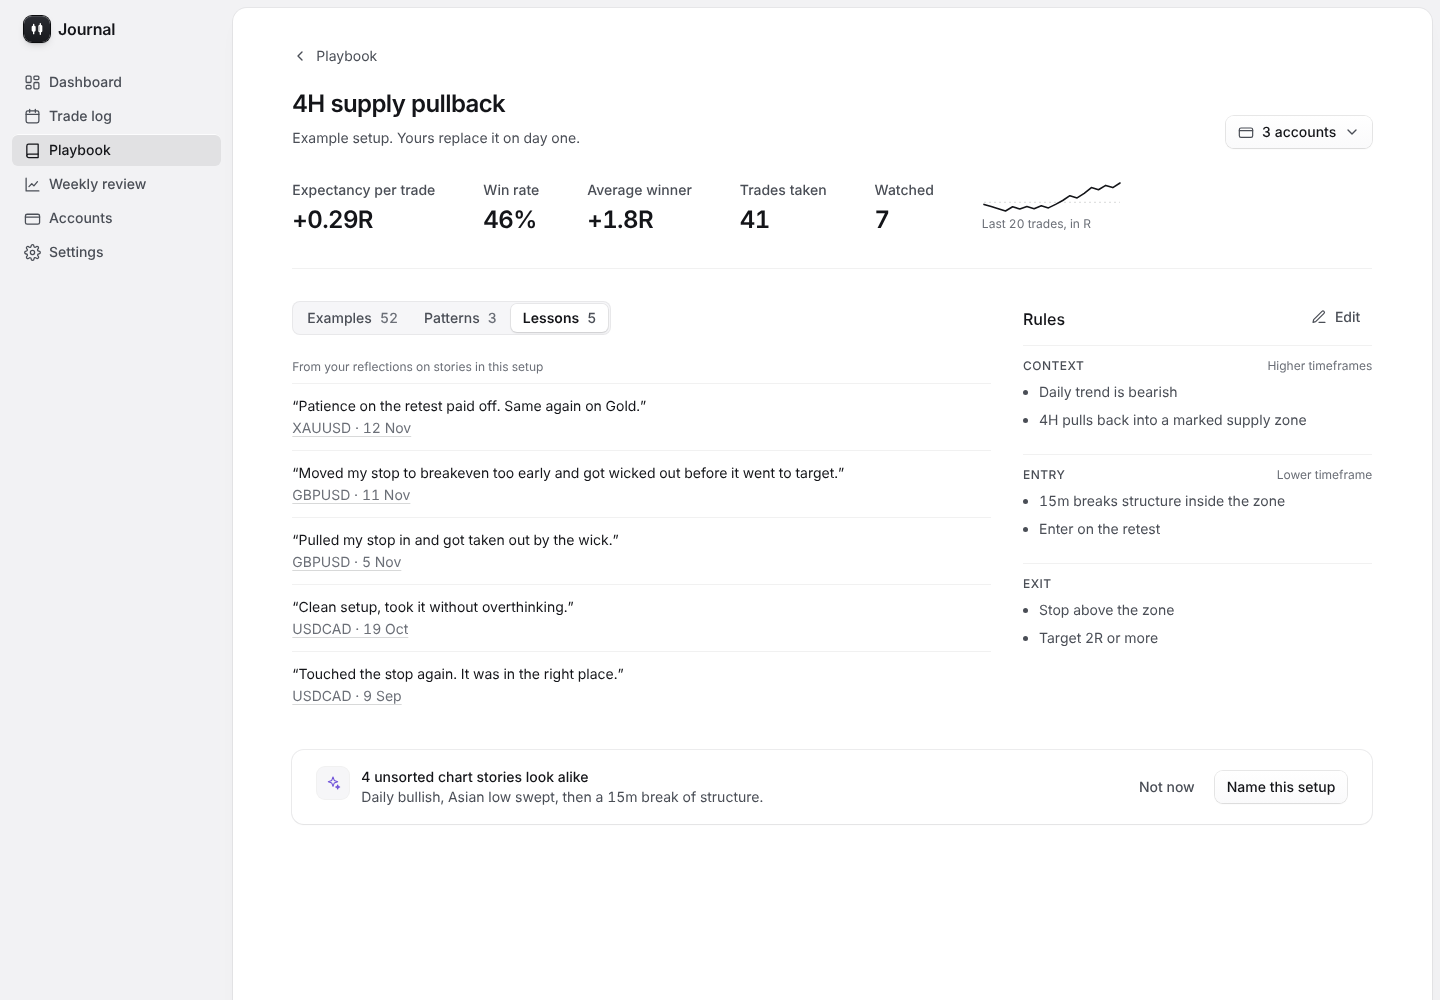 Journal
Dashboard
Trade log
Playbook
Weekly review
Accounts
Settings
Playbook
4H supply pullback
Example setup. Yours replace it on day one.
3 accounts
Expectancy per trade
+0.29R
Win rate
46%
Average winner
+1.8R
Trades taken
41
Watched
7
Last 20 trades, in R
Examples 52
Patterns 3
Lessons 5
From your reflections on stories in this setup
“Patience on the retest paid off. Same again on Gold.”
XAUUSD · 12 Nov
“Moved my stop to breakeven too early and got wicked out before it went to target.”
GBPUSD · 11 Nov
“Pulled my stop in and got taken out by the wick.”
GBPUSD · 5 Nov
“Clean setup, took it without overthinking.”
USDCAD · 19 Oct
“Touched the stop again. It was in the right place.”
USDCAD · 9 Sep
Rules
Edit
CONTEXT Higher timeframes
• Daily trend is bearish
• 4H pulls back into a marked supply zone
ENTRY Lower timeframe
• 15m breaks structure inside the zone
• Enter on the retest
EXIT
• Stop above the zone
• Target 2R or more
4 unsorted chart stories look alike
Daily bullish, Asian low swept, then a 15m break of structure.
Not now
Name this setup